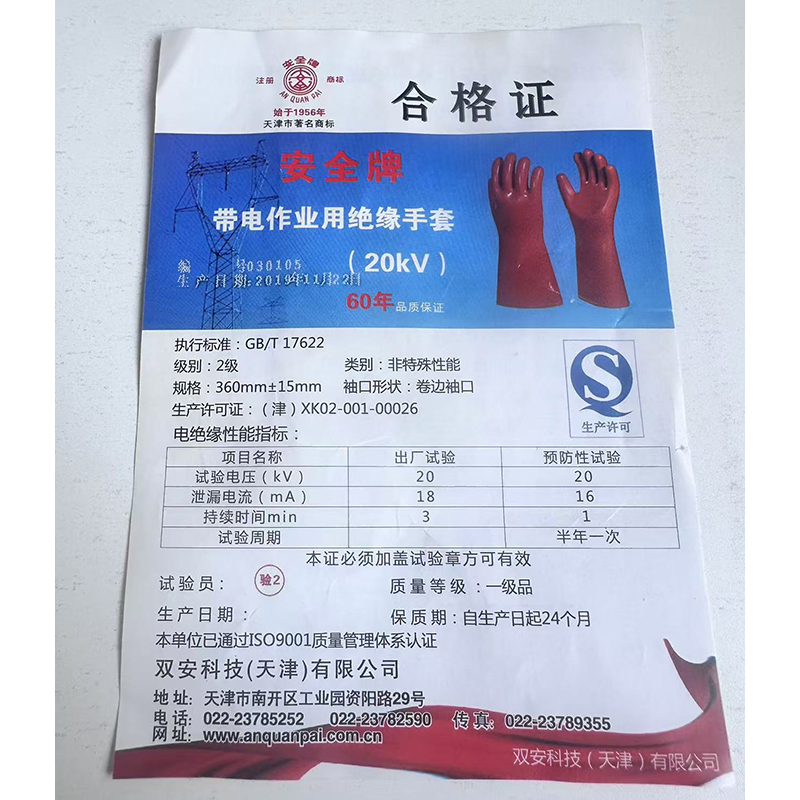 安全牌
注册 商标
AN QUAN PAI
始于1956年
天津市著名商标
合格证
安全牌
带电作业用绝缘手套
(20kV)
编 号030105
生产日期:2019年11月22日
60年品质保证
执行标准：GB/T 17622
级别：2级 类别：非特殊性能
规格：360mm±15mm 袖口形状：卷边袖口
生产许可证：(津) XK02-001-00026
QS
生产许可
电绝缘性能指标：
项目名称 出厂试验 预防性试验
试验电压（kV） 20 20
泄漏电流（mA） 18 16
持续时间min 3 1
试验周期 半年一次
本证必须加盖试验章方可有效
试验员： 验2 质量等级：一级品
生产日期： 保质期：自生产日起24个月
本单位已通过ISO9001质量管理体系认证
双安科技(天津)有限公司
地址: 天津市南开区工业园资阳路29号
电话: 022-23785252 022-23782590 传真: 022-23789355
网址: www.anquanpai.com.cn
双安科技（天津）有限公司